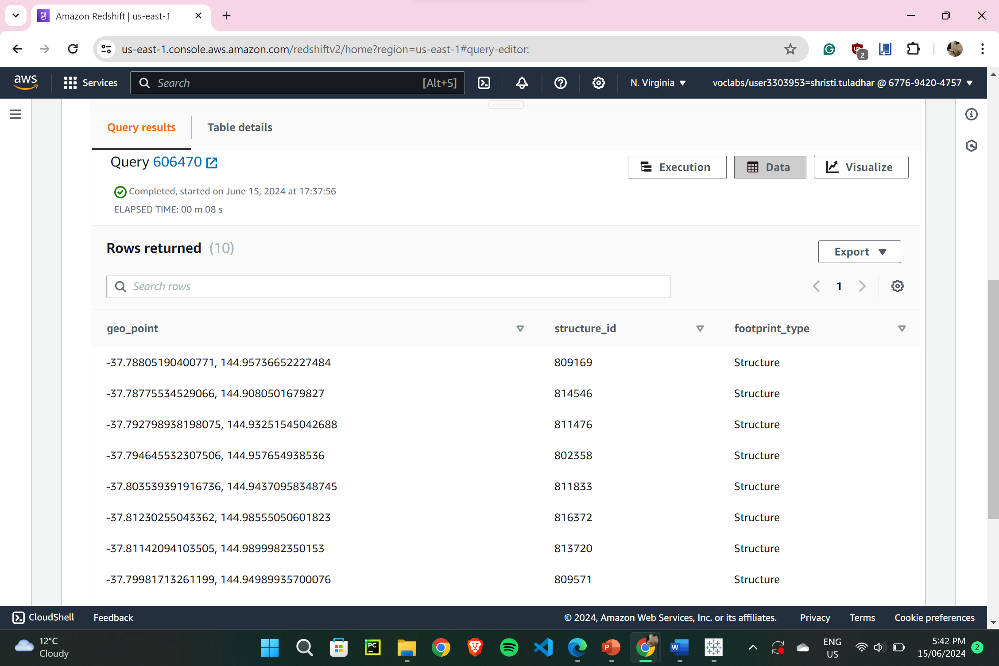 Amazon Redshift | us-east-1
us-east-1.console.aws.amazon.com/redshiftv2/home?region=us-east-1#query-editor:
2
aws
Services
Search
[Alt+S]
N. Virginia
voclabs/user3303953=shristi.tuladhar @ 6776-9420-4757
Query results
Table details
Query 606470
Execution
Data
Visualize
Completed, started on June 15, 2024 at 17:37:56
ELAPSED TIME: 00 m 08 s
Rows returned (10)
Export
Search rows
1
geo_point structure_id footprint_type
-37.78805190400771, 144.95736652227484 809169 Structure
-37.78775534529066, 144.9080501679827 814546 Structure
-37.792798938198075, 144.93251545042688 811476 Structure
-37.794645532307506, 144.957654938536 802358 Structure
-37.803539391916736, 144.94370958348745 811833 Structure
-37.81230255043362, 144.98555050601823 816372 Structure
-37.81142094103505, 144.9899982350153 813720 Structure
-37.79981713261199, 144.94989935700076 809571 Structure
CloudShell
Feedback
© 2024, Amazon Web Services, Inc. or its affiliates.
Privacy
Terms
Cookie preferences
12°C
Cloudy
PC
P
W
ENG
US
5:42 PM
15/06/2024
2